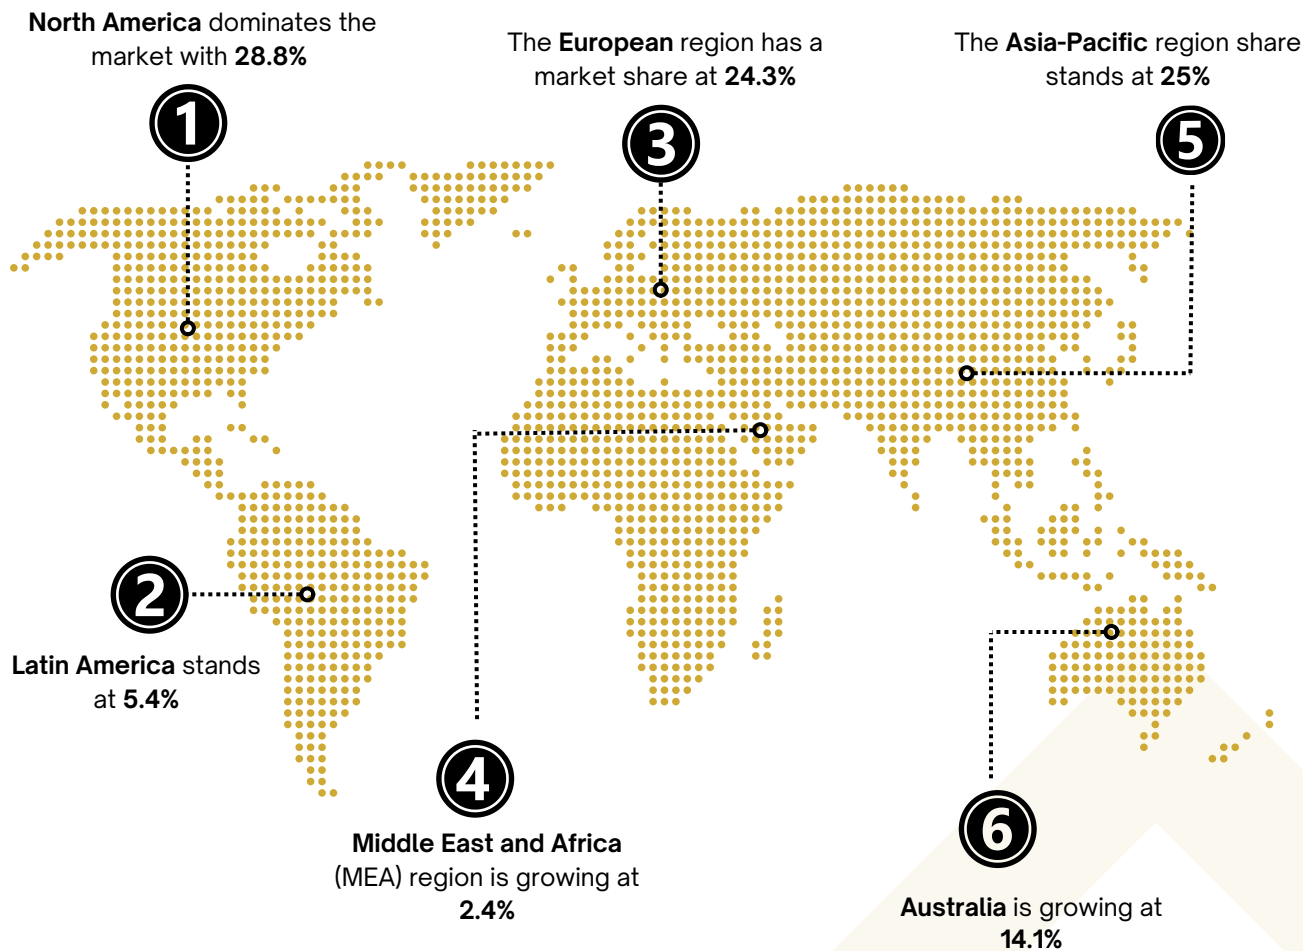 North America dominates the
market with 28.8%
1
The European region has a
market share at 24.3%
3
The Asia-Pacific region share
stands at 25%
5
2
Latin America stands
at 5.4%
4
Middle East and Africa
(MEA) region is growing at
2.4%
6
Australia is growing at
14.1%